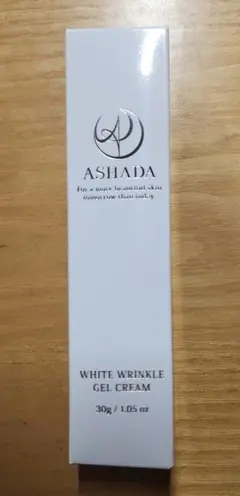 ASHADA
For a more beautiful skin
tomorrow than today
WHITE WRINKLE
GEL CREAM
30g / 1.05 oz